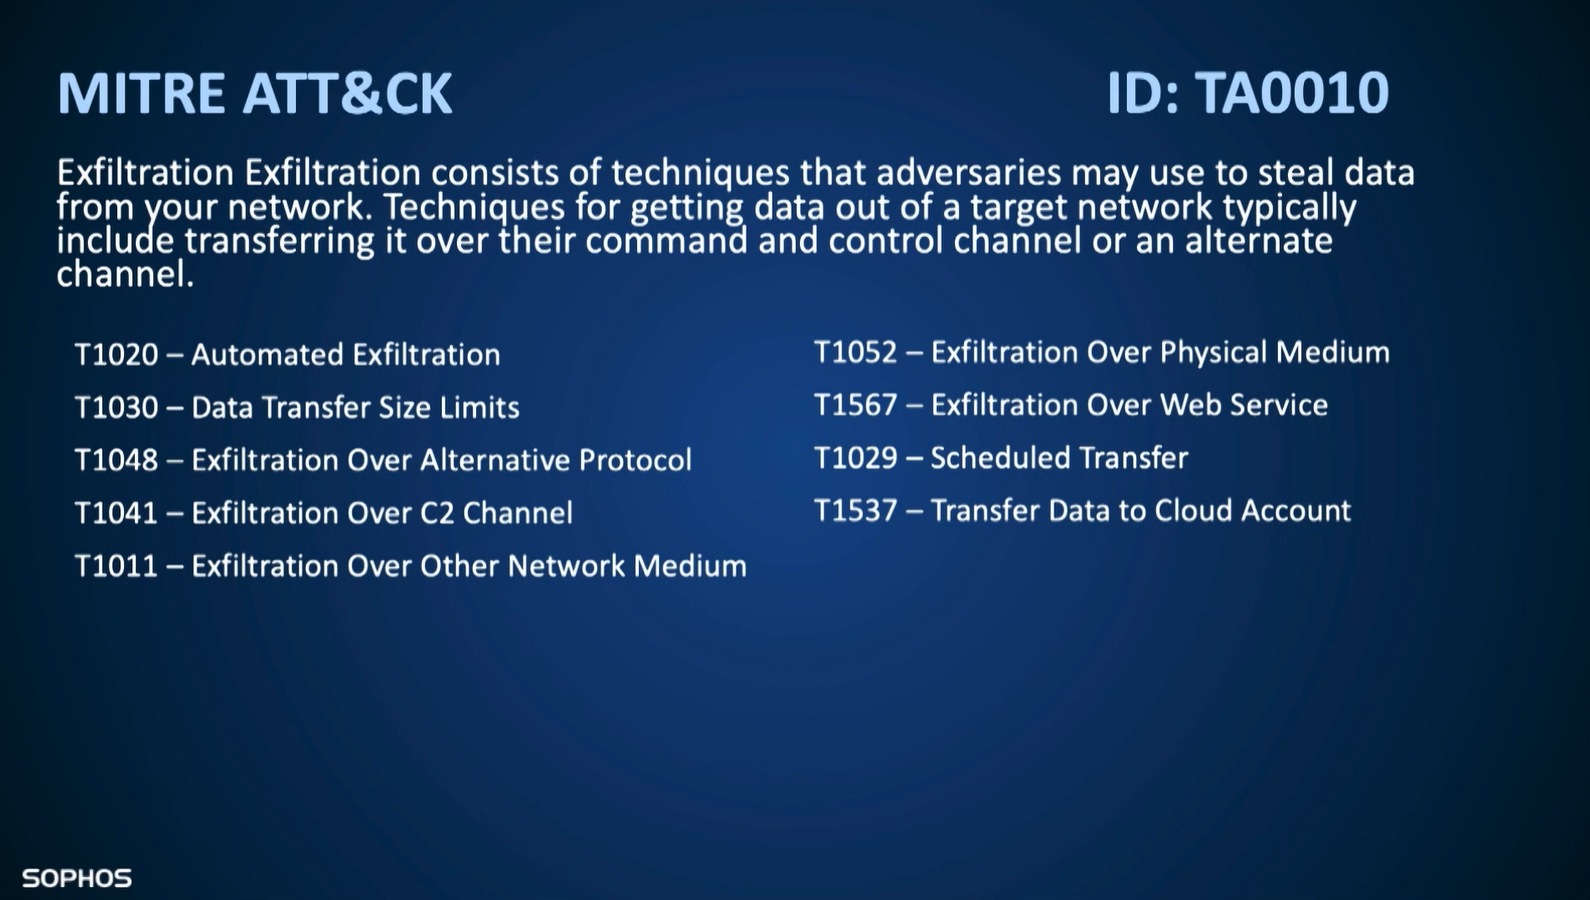 MITRE ATT&CK
ID: TA0010
Exfiltration Exfiltration consists of techniques that adversaries may use to steal data
from your network. Techniques for getting data out of a target network typically
include transferring it over their command and control channel or an alternate
channel.
T1020 – Automated Exfiltration
T1030 – Data Transfer Size Limits
T1048 – Exfiltration Over Alternative Protocol
T1041 – Exfiltration Over C2 Channel
T1011 – Exfiltration Over Other Network Medium
T1052 – Exfiltration Over Physical Medium
T1567 – Exfiltration Over Web Service
T1029 – Scheduled Transfer
T1537 – Transfer Data to Cloud Account
SOPHOS